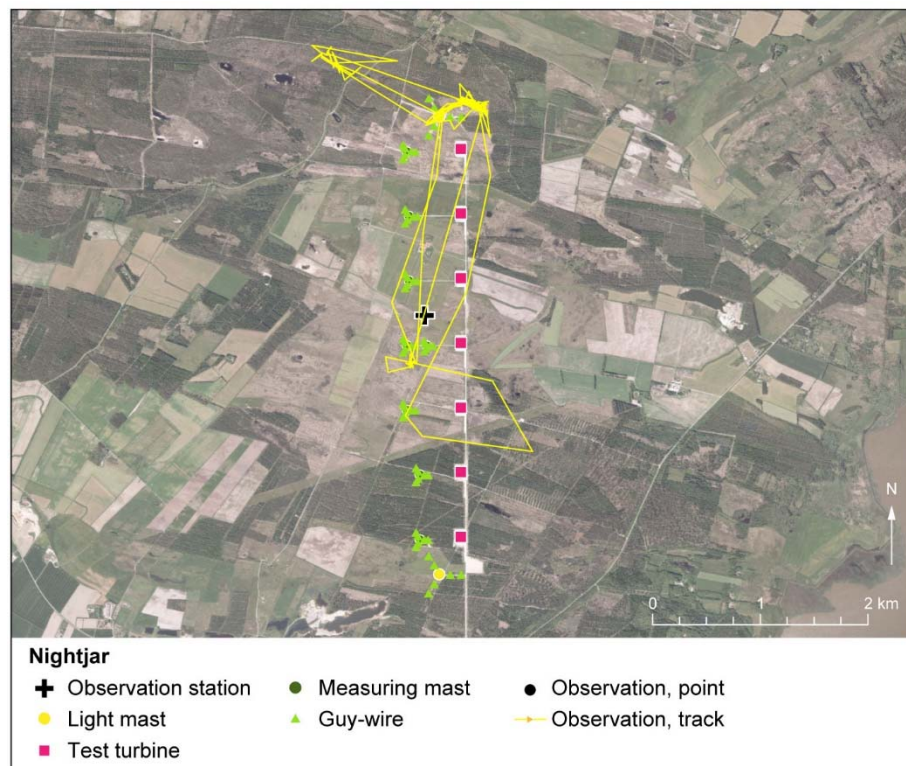 N
0 1 2 km
Nightjar
Observation station
Measuring mast
Observation, point
Light mast
Guy-wire
Observation, track
Test turbine